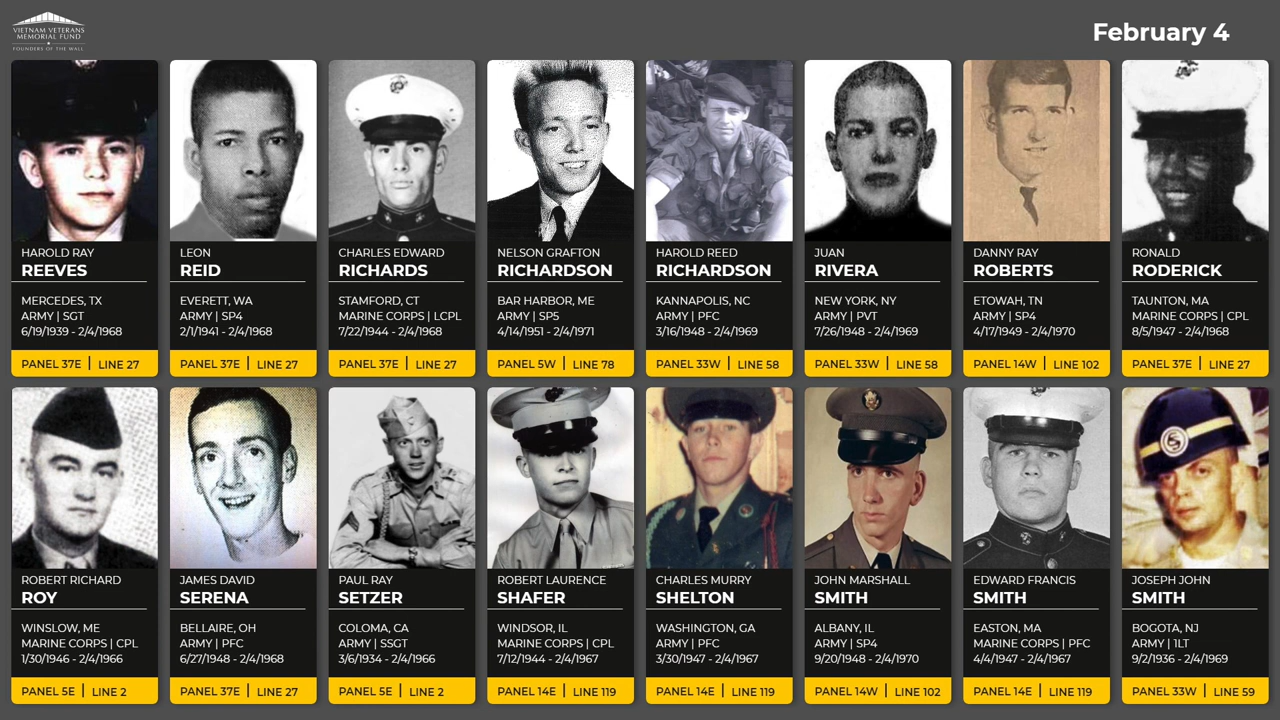 VIETNAM VETERANS
MEMORIAL FUND
FOUNDERS OF THE WALL
February 4
HAROLD RAY
REEVES
MERCEDES, TX
ARMY | SGT
6/19/1939 - 2/4/1968
PANEL 37E | LINE 27
LEON
REID
EVERETT, WA
ARMY | SP4
2/1/1941 - 2/4/1968
PANEL 37E | LINE 27
CHARLES EDWARD
RICHARDS
STAMFORD, CT
MARINE CORPS | LCPL
7/22/1944 - 2/4/1968
PANEL 37E | LINE 27
NELSON GRAFTON
RICHARDSON
BAR HARBOR, ME
ARMY | SP5
4/14/1951 - 2/4/1971
PANEL 5W | LINE 78
HAROLD REED
RICHARDSON
KANNAPOLIS, NC
ARMY | PFC
3/16/1948 - 2/4/1969
PANEL 33W | LINE 58
JUAN
RIVERA
NEW YORK, NY
ARMY | PVT
7/26/1948 - 2/4/1969
PANEL 33W | LINE 58
DANNY RAY
ROBERTS
ETOWAH, TN
ARMY | SP4
4/17/1949 - 2/4/1970
PANEL 14W | LINE 102
RONALD
RODERICK
TAUNTON, MA
MARINE CORPS | CPL
8/5/1947 - 2/4/1968
PANEL 37E | LINE 27
ROBERT RICHARD
ROY
WINSLOW, ME
MARINE CORPS | CPL
1/30/1946 - 2/4/1966
PANEL 5E | LINE 2
JAMES DAVID
SERENA
BELLAIRE, OH
ARMY | PFC
6/27/1948 - 2/4/1968
PANEL 37E | LINE 27
PAUL RAY
SETZER
COLOMA, CA
ARMY | SSGT
3/6/1934 - 2/4/1966
PANEL 5E | LINE 2
ROBERT LAURENCE
SHAFER
WINDSOR, IL
MARINE CORPS | CPL
7/12/1944 - 2/4/1967
PANEL 14E | LINE 119
CHARLES MURRY
SHELTON
WASHINGTON, GA
ARMY | PFC
3/30/1947 - 2/4/1967
PANEL 14E | LINE 119
JOHN MARSHALL
SMITH
ALBANY, IL
ARMY | SP4
9/20/1948 - 2/4/1970
PANEL 14W | LINE 102
EDWARD FRANCIS
SMITH
EASTON, MA
MARINE CORPS | PFC
4/4/1947 - 2/4/1967
PANEL 14E | LINE 119
JOSEPH JOHN
SMITH
BOGOTA, NJ
ARMY | 1LT
9/2/1936 - 2/4/1969
PANEL 33W | LINE 59